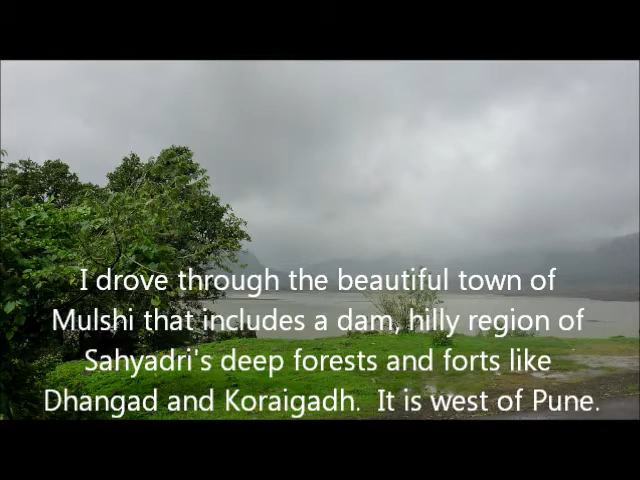 I drove through the beautiful town of
Mulshi that includes a dam, hilly region of
Sahyadri's deep forests and forts like
Dhangad and Koraigadh.  It is west of Pune.